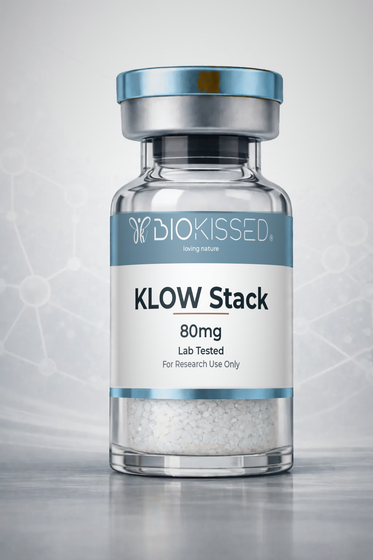 BIOKISSED®
loving nature
KLOW Stack
80mg
Lab Tested
For Research Use Only